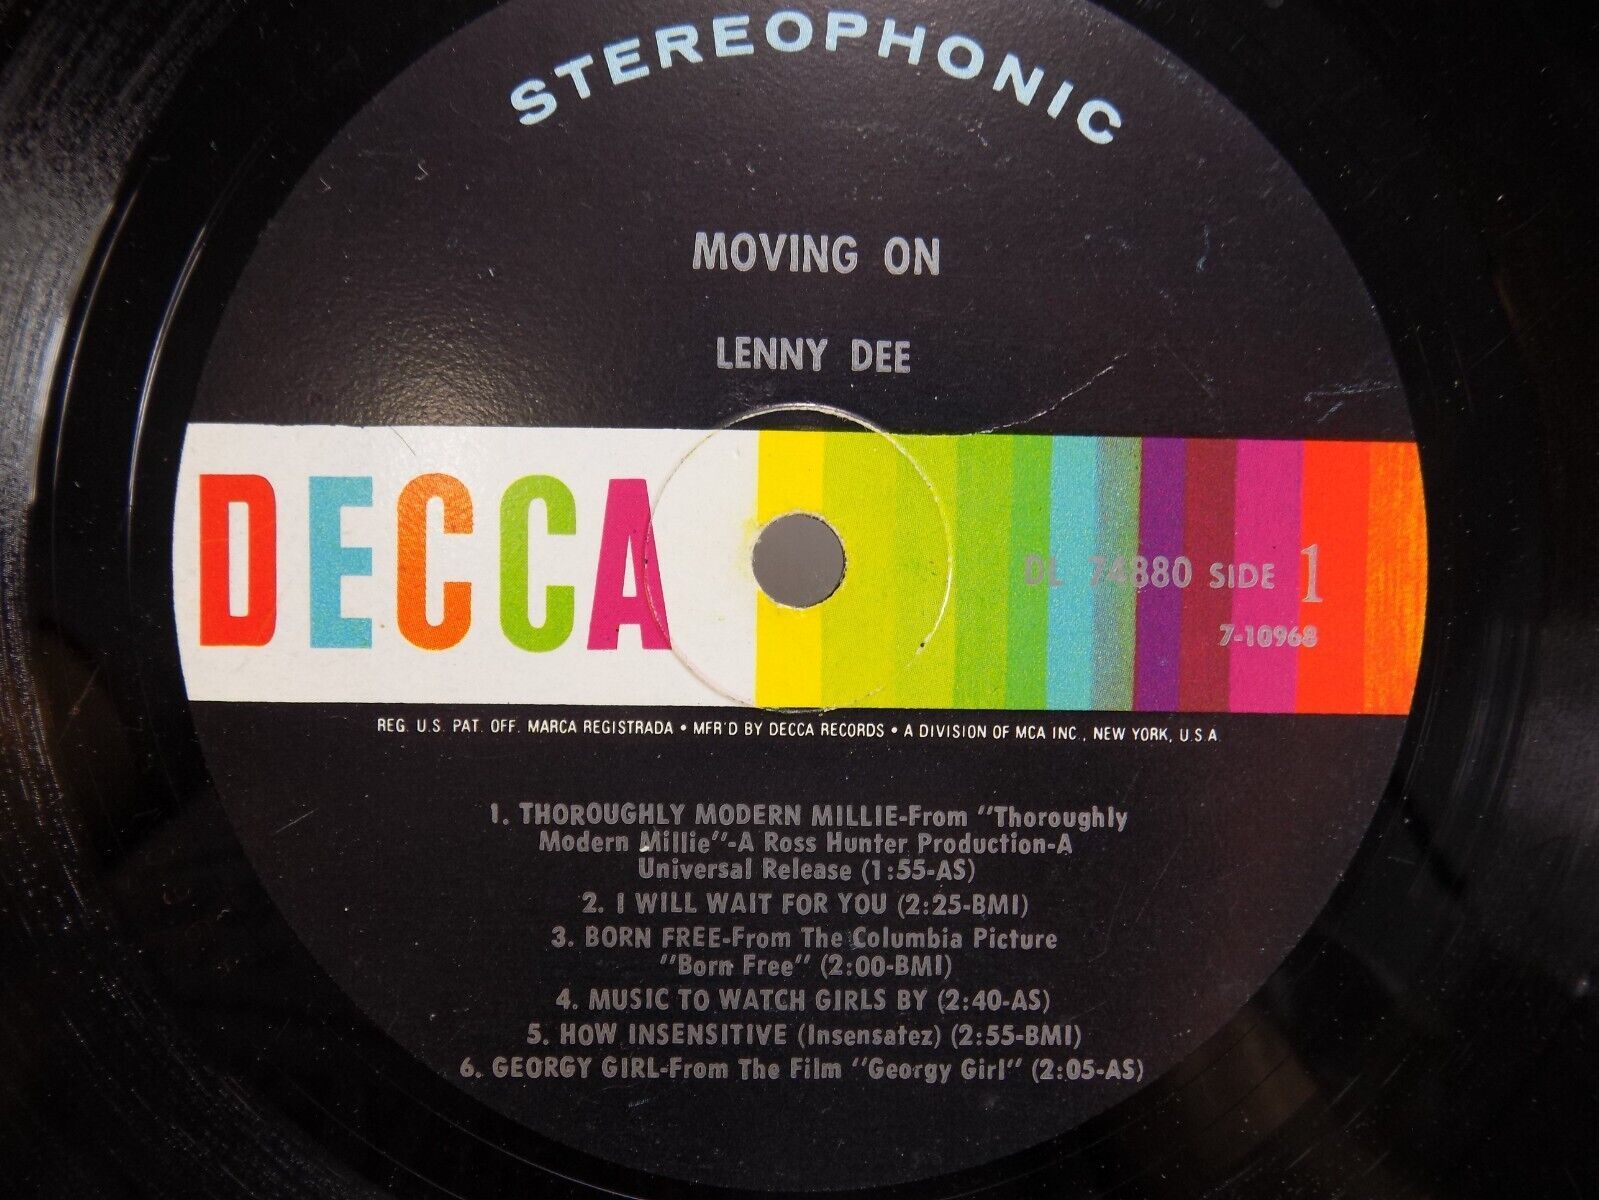 STEREOPHONIC
MOVING ON
LENNY DEE
DECCA
DL 74880 SIDE 1
7-10968
REG. U.S. PAT. OFF. MARCA REGISTRADA • MFR'D BY DECCA RECORDS • A DIVISION OF MCA INC., NEW YORK, U.S.A.
1. THOROUGHLY MODERN MILLIE-From "Thoroughly
Modern Millie"-A Ross Hunter Production-A
Universal Release (1:55-AS)
2. I WILL WAIT FOR YOU (2:25-BMI)
3. BORN FREE-From The Columbia Picture
"Born Free" (2:00-BMI)
4. MUSIC TO WATCH GIRLS BY (2:40-AS)
5. HOW INSENSITIVE (Insensatez) (2:55-BMI)
6. GEORGY GIRL-From The Film "Georgy Girl" (2:05-AS)